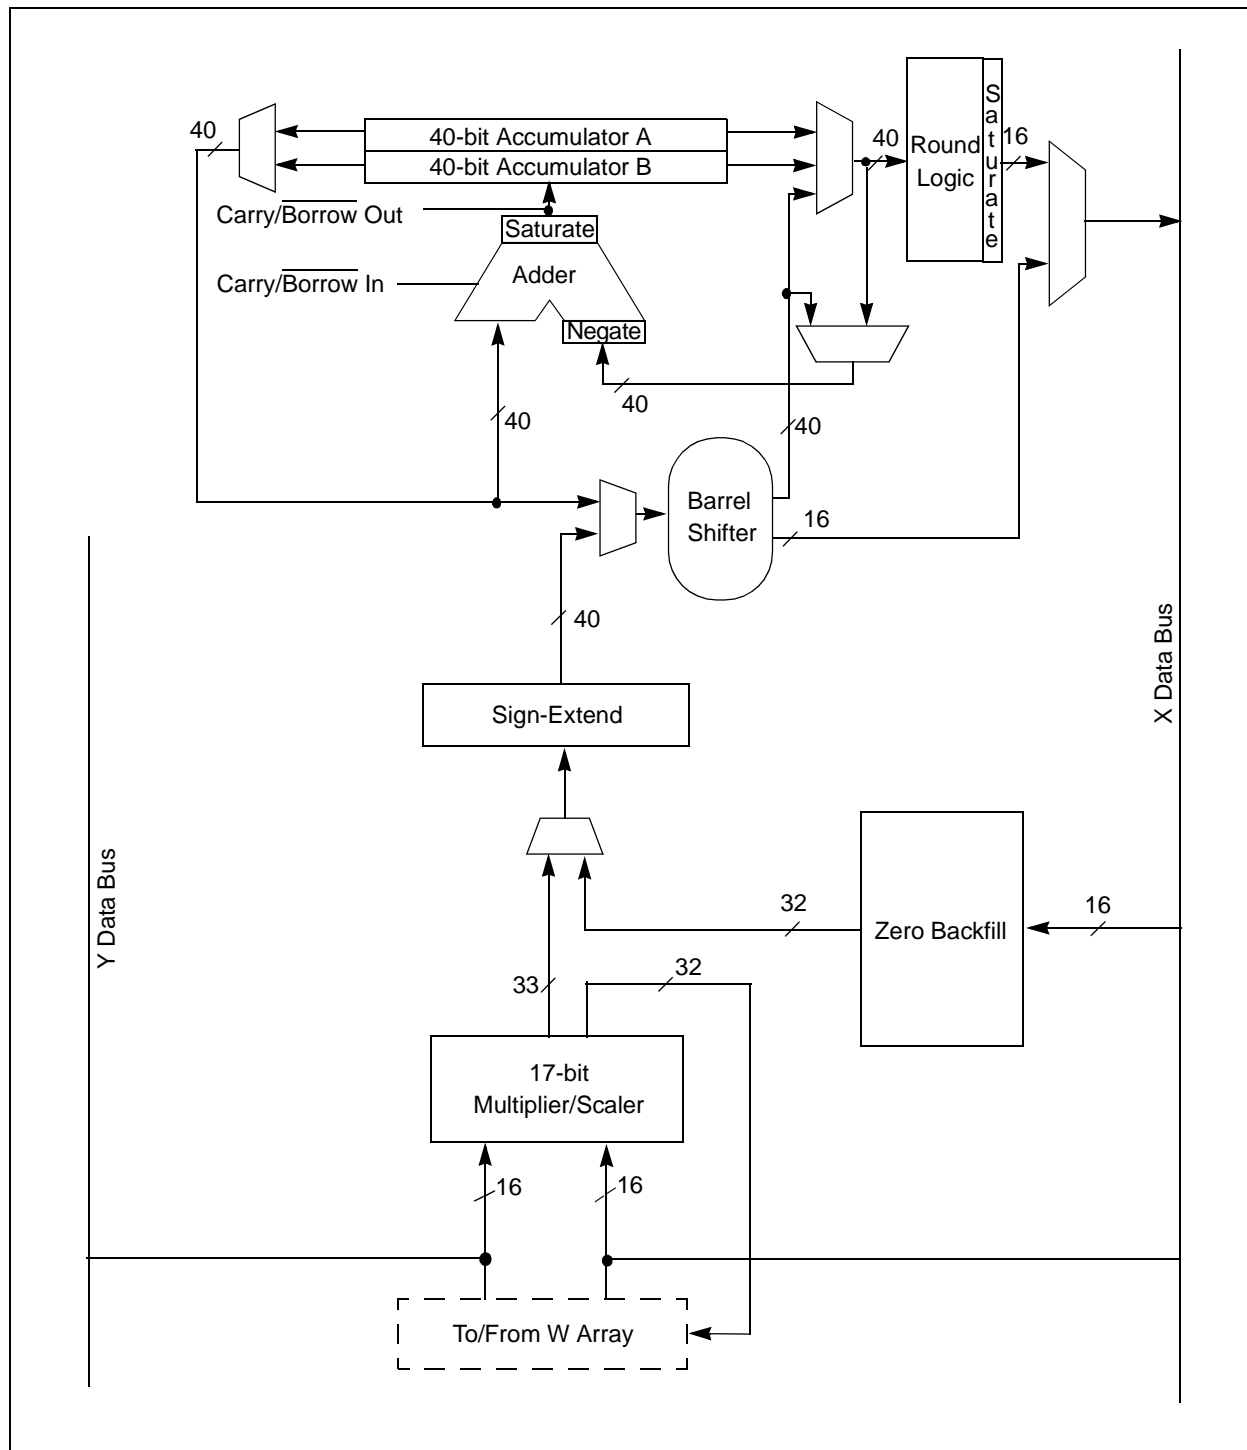 40
40-bit Accumulator A
40-bit Accumulator B
40
Round
Logic
Saturate
16
Carry/Borrow Out
Saturate
Adder
Carry/Borrow In
Negate
40
40
40
Barrel
Shifter
16
40
Sign-Extend
X Data Bus
Y Data Bus
32
Zero Backfill
16
33
32
17-bit
Multiplier/Scaler
16
16
To/From W Array